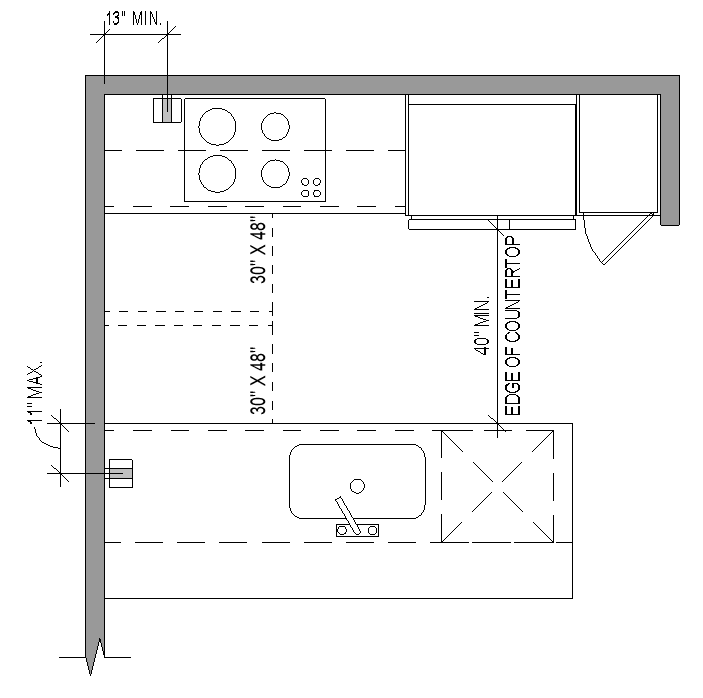 13" MIN.
30" X 48"
30" X 48"
40" MIN.
EDGE OF COUNTERTOP
11" MAX.